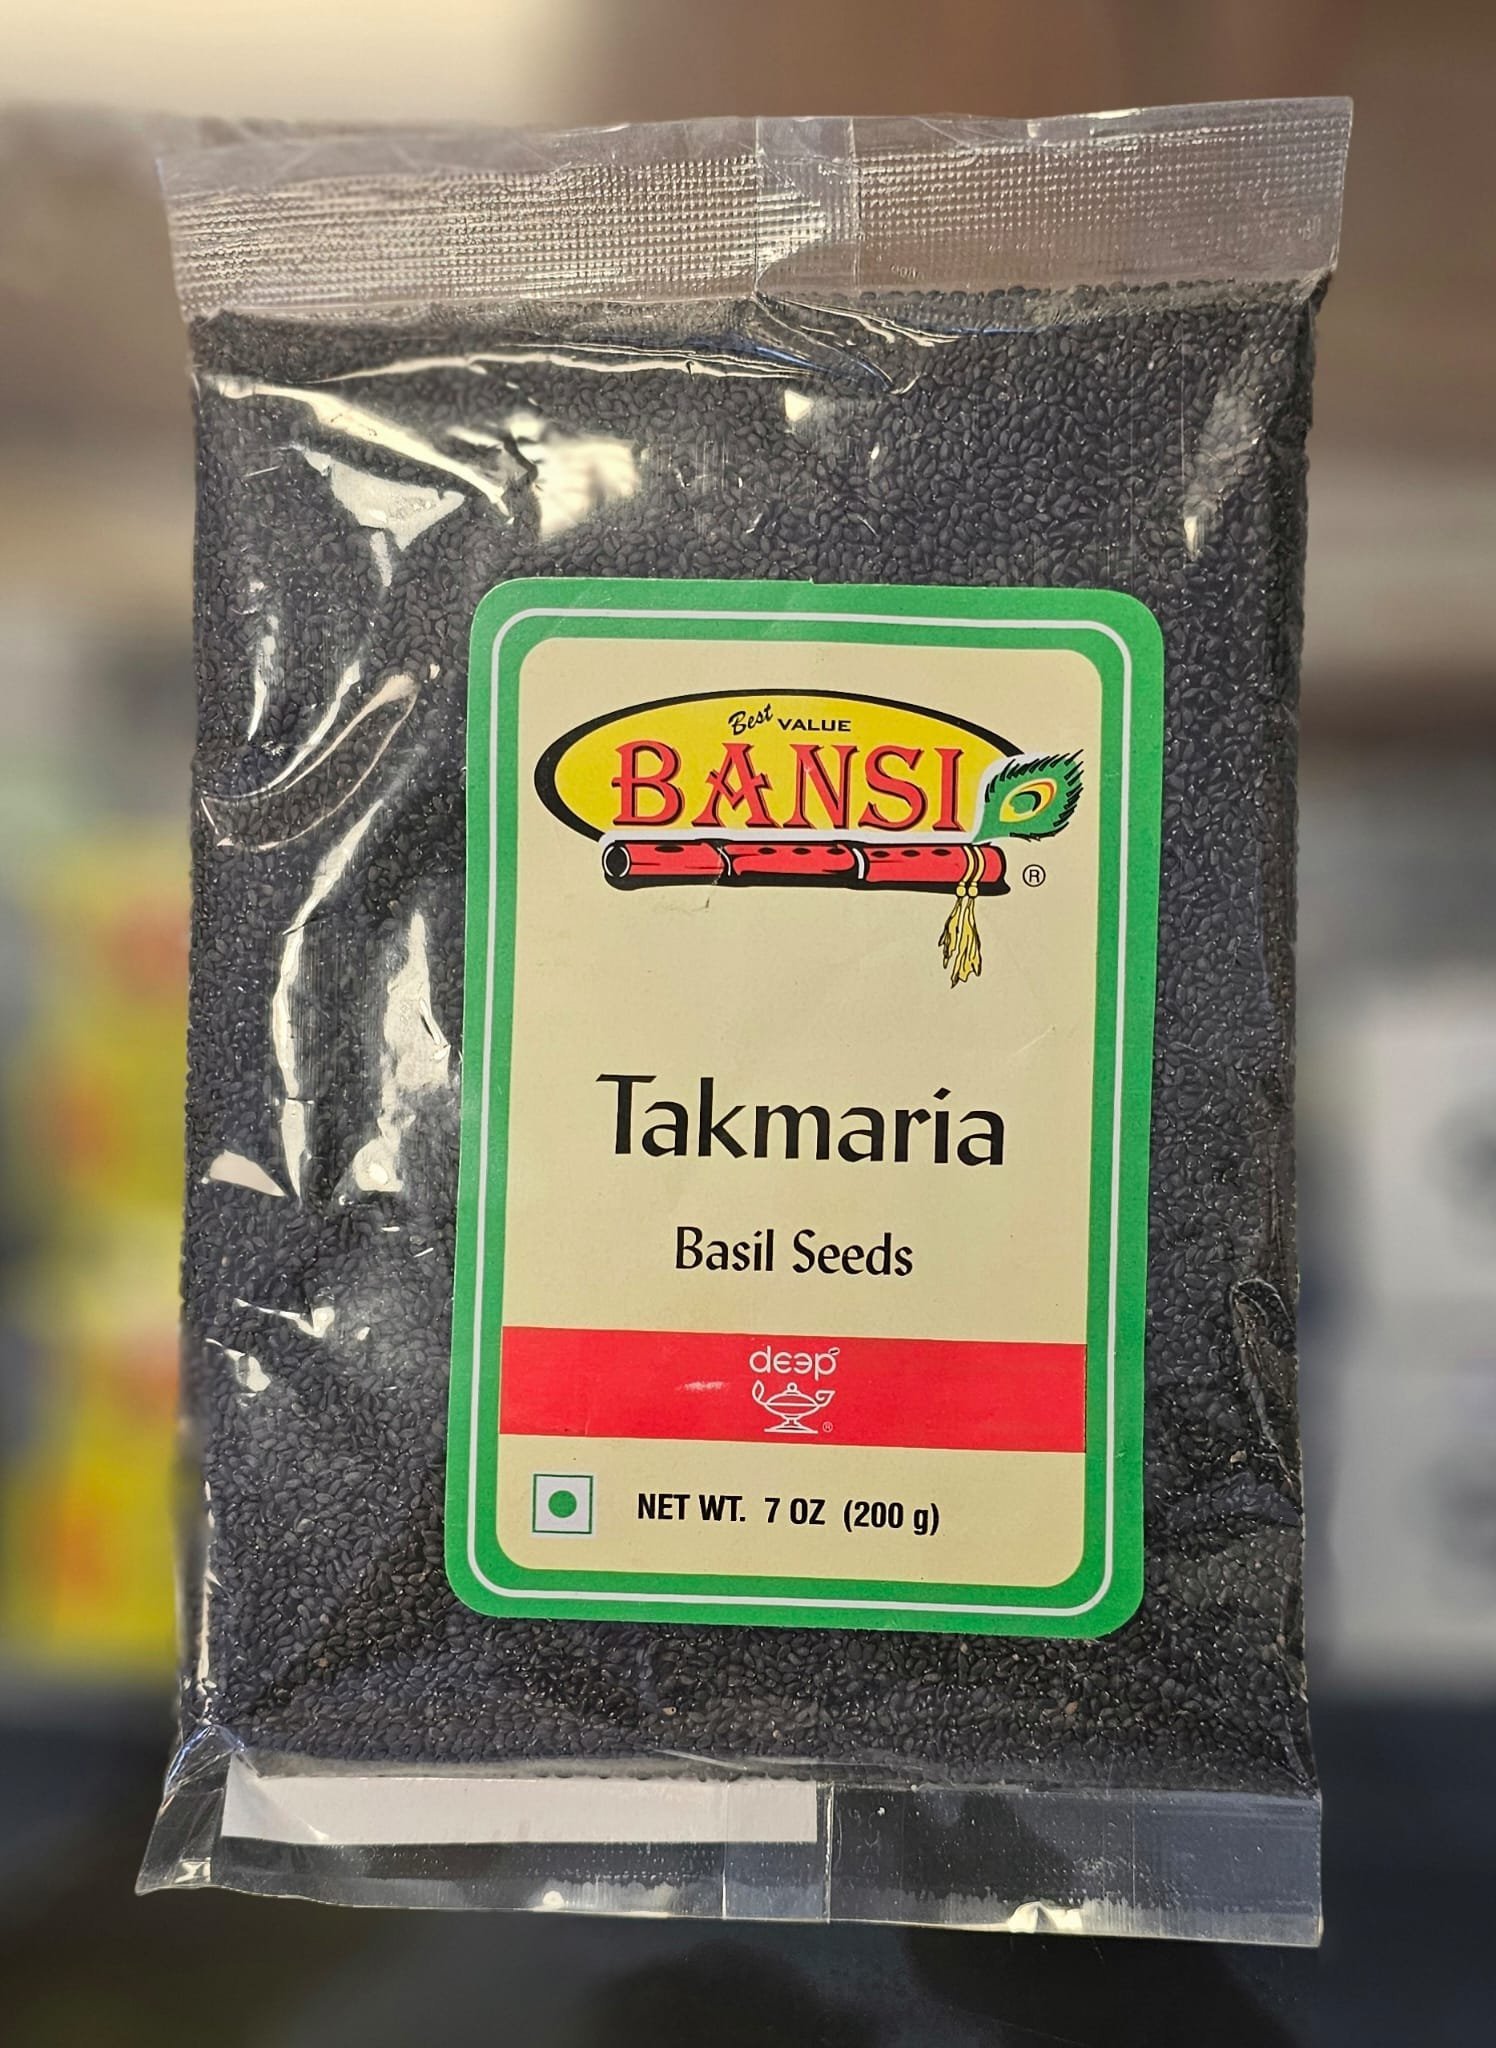 Best VALUE
BANSI
®
Takmaria
Basil Seeds
deep
®
NET WT. 7 OZ (200 g)